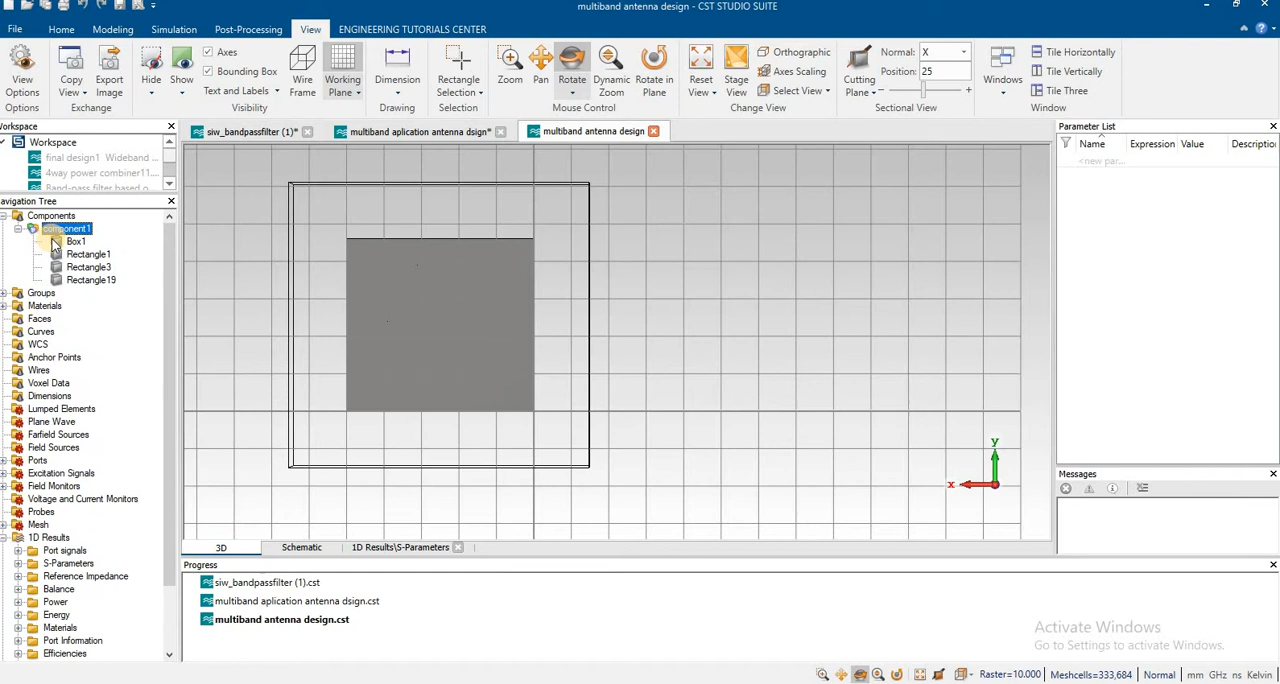 multiband antenna design - CST STUDIO SUITE
File Home Modeling Simulation Post-Processing View ENGINEERING TUTORIALS CENTER
View Options
Options
Copy View
Export Image
Exchange
Hide
Show
Axes
Bounding Box
Text and Labels
Wire Frame
Working Plane
Visibility
Dimension
Drawing
Rectangle Selection
Selection
Zoom
Pan
Rotate
Dynamic Zoom
Rotate in Plane
Mouse Control
Reset View
Stage View
Orthographic
Axes Scaling
Select View
Change View
Cutting Plane
Normal: X
Position: 25
Sectional View
Windows
Tile Horizontally
Tile Vertically
Tile Three
Window
orkspace
Workspace
final design1 Wideband ...
4way power combiner11....
avigation Tree
Components
component1
Box1
Rectangle1
Rectangle3
Rectangle19
Groups
Materials
Faces
Curves
WCS
Anchor Points
Wires
Voxel Data
Dimensions
Lumped Elements
Plane Wave
Farfield Sources
Field Sources
Ports
Excitation Signals
Field Monitors
Voltage and Current Monitors
Probes
Mesh
1D Results
Port signals
S-Parameters
Reference Impedance
Balance
Power
Energy
Materials
Port Information
Efficiencies
siw_bandpassfilter (1)*
multiband aplication antenna dsign*
multiband antenna design
y
x
3D
Schematic
1D Results\S-Parameters
Progress
siw_bandpassfilter (1).cst
multiband aplication antenna dsign.cst
multiband antenna design.cst
Parameter List
Name Expression Value Descriptio
<new par...
Messages
Activate Windows
Go to Settings to activate Windows.
Raster=10.000 Meshcells=333,684 Normal mm GHz ns Kelvin